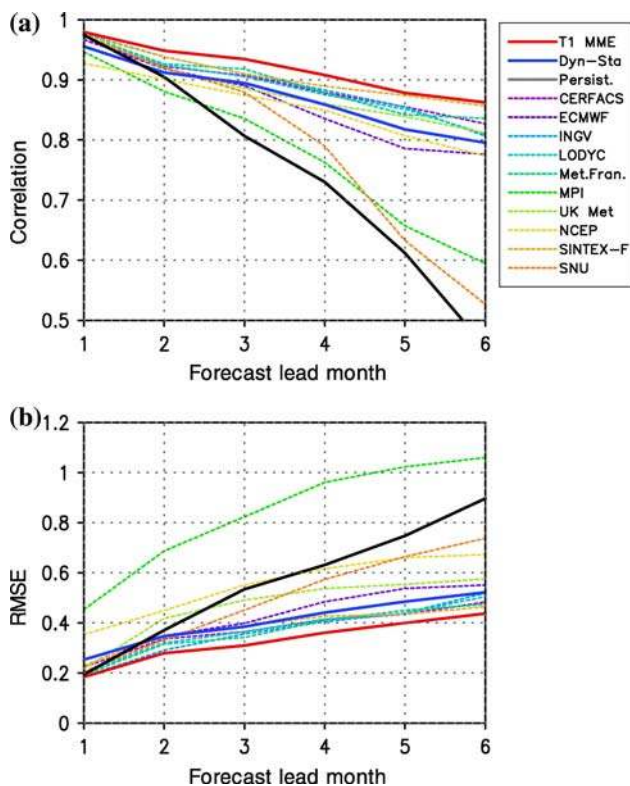 (a)
1
0.9
0.8
0.7
0.6
0.5
Correlation
1 2 3 4 5 6
Forecast lead month
T1 MME
Dyn-Sta
Persist.
CERFACS
ECMWF
INGV
LODYC
Met.Fran.
MPI
UK Met
NCEP
SINTEX-F
SNU
(b)
1.2
1
0.8
0.6
0.4
0.2
0
RMSE
1 2 3 4 5 6
Forecast lead month